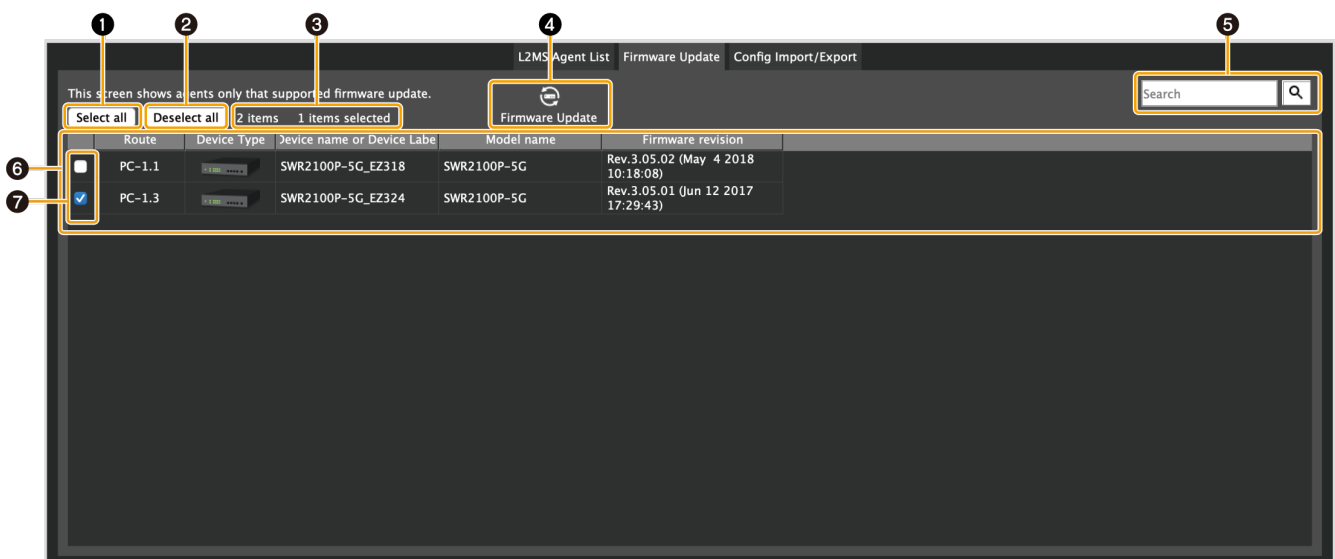 1 2 3 4 5
L2MS Agent List Firmware Update Config Import/Export
This screen shows agents only that supported firmware update.
Search
Select all Deselect all 2 items 1 items selected Firmware Update
Route Device Type Device name or Device Labe Model name Firmware revision
6 PC-1.1 SWR2100P-5G_EZ318 SWR2100P-5G Rev.3.05.02 (May 4 2018
10:18:08)
7 PC-1.3 SWR2100P-5G_EZ324 SWR2100P-5G Rev.3.05.01 (Jun 12 2017
17:29:43)